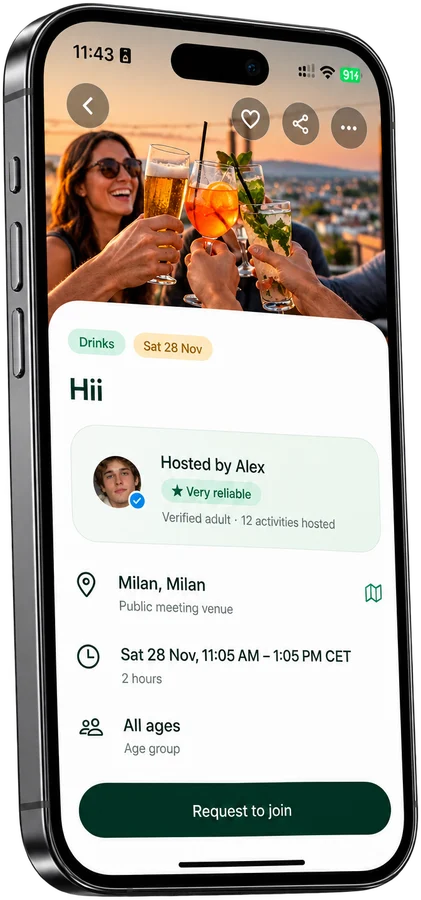 11:43
91
Drinks
Sat 28 Nov
Hii
Hosted by Alex
Very reliable
Verified adult · 12 activities hosted
Milan, Milan
Public meeting venue
Sat 28 Nov, 11:05 AM – 1:05 PM CET
2 hours
All ages
Age group
Request to join